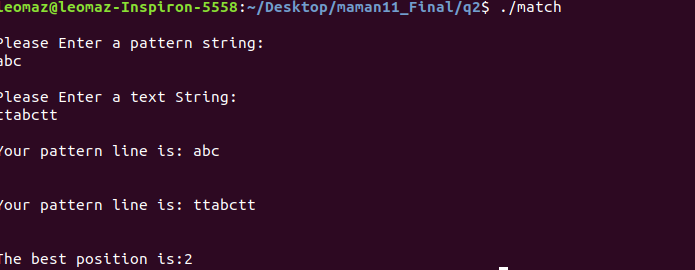 leomaz@leomaz-Inspiron-5558:~/Desktop/maman11_Final/q2$ ./match
Please Enter a pattern string:
abc
Please Enter a text String:
ttabctt
Your pattern line is: abc
Your pattern line is: ttabctt
The best position is:2